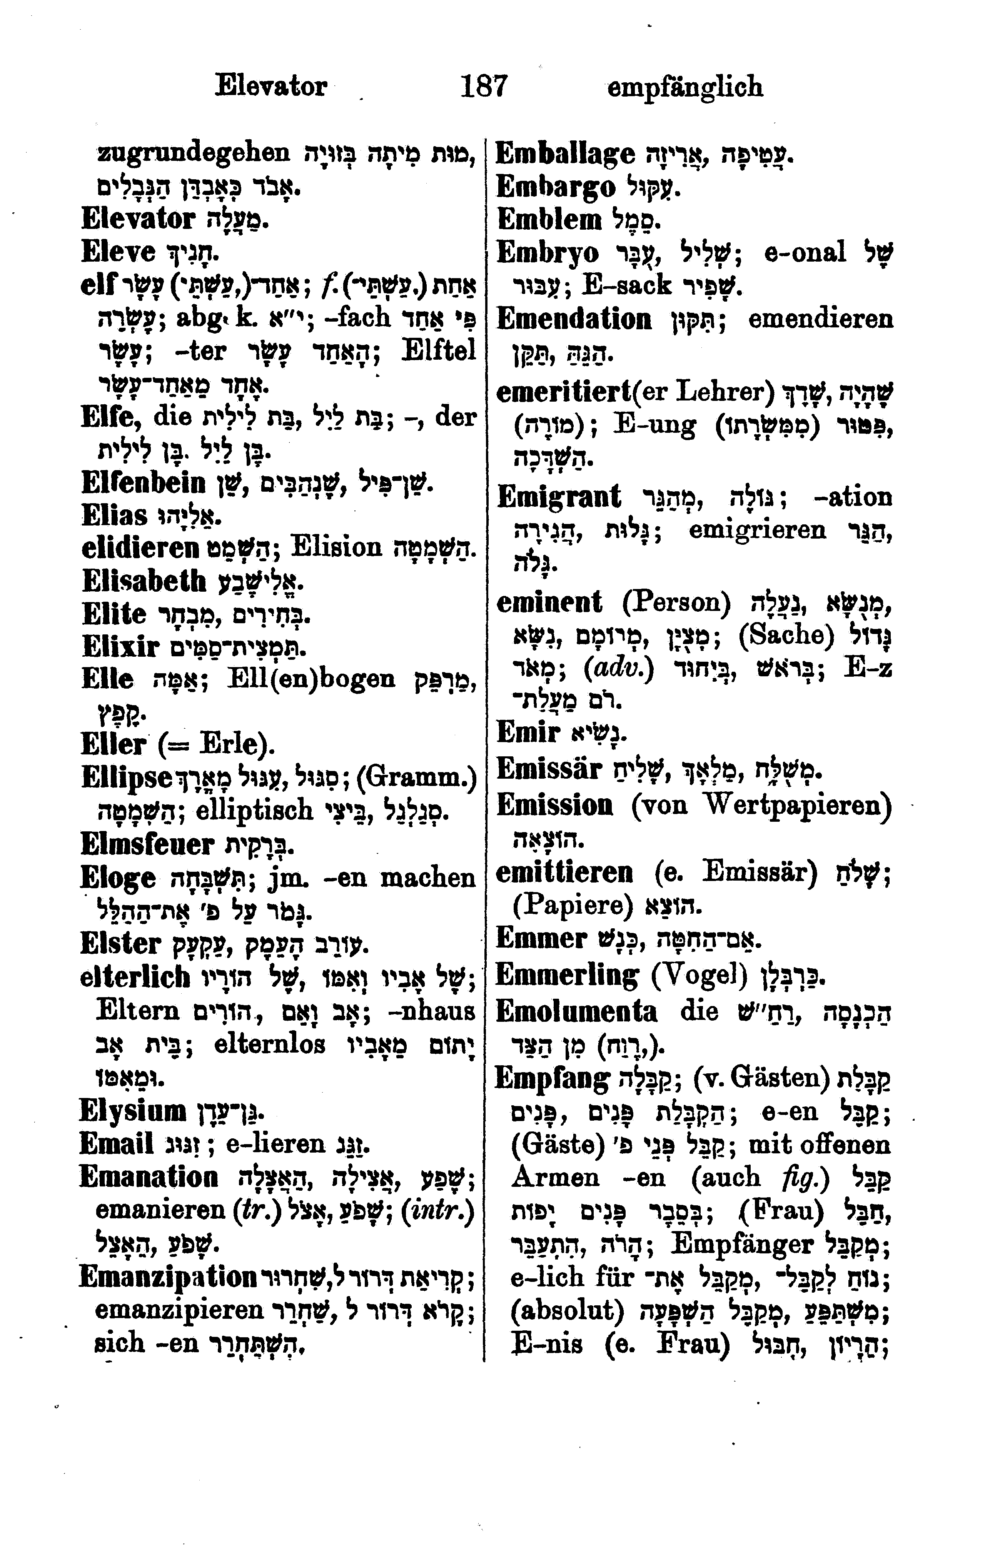 Elevator 187 empfänglich
zugrundegehen מוּת מִיתָה בְּזוּיָה,
אָבֹד כָּאָבְדַן הַנְּבָלִים.
Elevator מַעֲלָה.
Eleve חָנִיךְ.
elf אַחַד־(,עַשְׁתֵּי־) עָשָׂר; f. (־עַשְׁתֵּי,) אַחַת
עֶשְׂרֵה; abg. k. י״א; -fach פִּי אַחַד
עָשָׂר; -ter הָאַחַד עָשָׂר; Elftel
אֶחָד מֵאַחַד־עָשָׂר.
Elfe, die בַּת לַיִל, בַּת לִילִית; -, der
בֶּן לַיִל. בֶּן לִילִית.
Elfenbein שֵׁן, שֶׁנְהַבִּים, שֶׁן־פִּיל.
Elias אֵלִיָּהוּ.
elidieren הַשְׁמֵט; Elision הַשְׁמָטָה.
Elisabeth אֱלִישֶׁבַע.
Elite מִבְחָר, בְּחִירִים.
Elixir תַּמְצִית־סַמִּים.
Elle אַמָּה; Ell(en)bogen מַרְפֵּק,
קֶפֶץ.
Eller (= Erle).
Ellipse סְגוּל, עִגּוּל מָאֳרָךְ; (Gramm.)
הַשְׁמָטָה; elliptisch בֵּיצִי, סְגַלְגַל.
Elmsfeuer בָּרָקִית.
Eloge תִּשְׁבָּחָה; jm. -en machen
גָּמֹר עַל פ׳ אֶת־הַהַלֵּל.
Elster עַקְעַק, עוֹרֵב הָעֵמֶק.
elterlich שֶׁל אָבִיו וְאִמּוֹ, שֶׁל הוֹרָיו;
Eltern אָב וָאֵם, הוֹרִים; -nhaus
בֵּית אָב; elternlos יָתוֹם מֵאָבִיו
וּמֵאִמּוֹ.
Elysium גַּן־עֵדֶן.
Email זִגּוּג; e-lieren זַגֵּג.
Emanation שֶׁפַע, אֲצִילָה, הַאֲצָלָה;
emanieren (tr.) שָׁפֹעַ, אָצֹל; (intr.)
שָׁפֹעַ, הֵאָצֵל.
Emanzipation קְרִיאַת דְּרוֹר ל, שִׁחְרוּר;
emanzipieren קָרֹא דְּרוֹר ל, שַׁחְרֵר;
sich -en הִשְׁתַּחְרֵר.
Emballage אֲרִיזָה, עֲטִיפָה.
Embargo עִקּוּל.
Emblem סֵמֶל.
Embryo עֻבָּר, שְׁלִיל; e-onal שֶׁל
עִבּוּר; E-sack שְׁפִיר.
Emendation תִּקּוּן; emendieren
הַגֵּהַ, תַּקֵּן.
emeritiert(er Lehrer) שֶׁהָיָה, שֶׁרָךְ
(מוֹרֶה); E-ung (מִמִּשְׂרָתוֹ) פִּטּוּר,
הַשְׁרָכָה.
Emigrant גּוֹלֶה, מְהַגֵּר; -ation
הֲגִירָה, גָּלוּת; emigrieren הַגֵּר,
גָּלֹה.
eminent (Person) נַעֲלֶה, מְנֻשָּׂא,
גָּדוֹל; (Sache) מְצֻיָּן, מְרוֹמָם, נִשָּׂא
מְאֹד; (adv.) בְּרֹאשׁ, בְּיִחוּד; E-z
רֹם מַעֲלַת־
Emir נָשִׂיא.
Emissär מְשֻׁלָּח, מַלְאָךְ, שָׁלִיחַ.
Emission (von Wertpapieren)
הוֹצָאָה.
emittieren (e. Emissär) שָׁלֹחַ;
(Papiere) הוֹצֵא.
Emmer כְּנָשׁ, אֵם־הַחִטָּה.
Emmerling (Vogel) כַּרְבְּלָן.
Emolumenta die הַכְנָסָה, רֵחַ״שׁ
(,רֶוַח) מִן הַצַּד.
Empfang קַבָּלָה; (v. Gästen) קַבָּלַת
פָּנִים, הַקְבָּלַת פָּנִים; e-en קַבֵּל;
(Gäste) קַבֵּל פְּנֵי פ׳; mit offenen
Armen -en (auch fig.) קַבֵּל
בְּסֵבֶר פָּנִים יָפוֹת; (Frau) חַבֵּל,
הָרֹה, הִתְעַבֵּר; Empfänger מְקַבֵּל;
e-lich für נוֹחַ לְקַבֵּל־, מְקַבֵּל אֶת־;
(absolut) מִשְׁתַּפֵּעַ, מְקַבֵּל הַשְׁפָּעָה;
E-nis (e. Frau) הֵרָיוֹן, חִבּוּל;